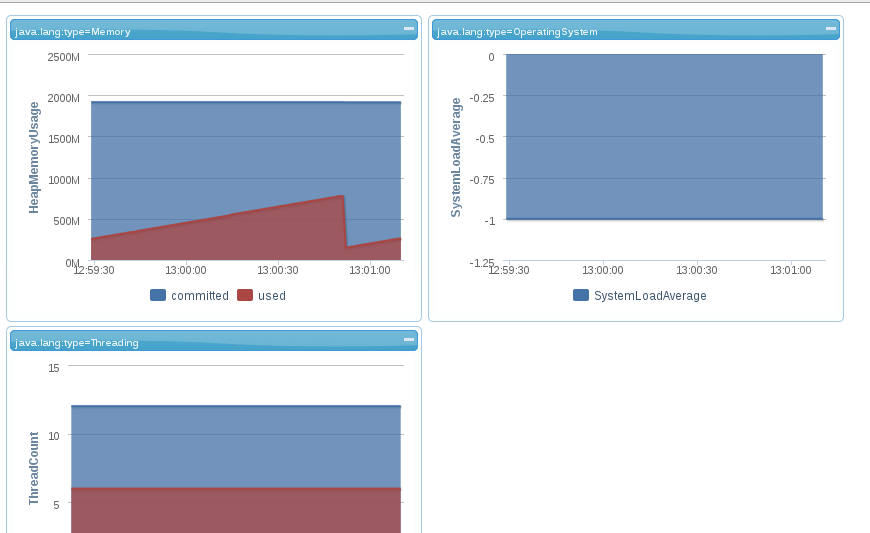 java.lang:type=Memory
2500M
2000M
1500M
1000M
500M
0M
HeapMemoryUsage
12:59:30 13:00:00 13:00:30 13:01:00
committed used
java.lang:type=OperatingSystem
0
-0.25
-0.5
-0.75
-1
-1.25
SystemLoadAverage
12:59:30 13:00:00 13:00:30 13:01:00
SystemLoadAverage
java.lang:type=Threading
15
10
5
ThreadCount